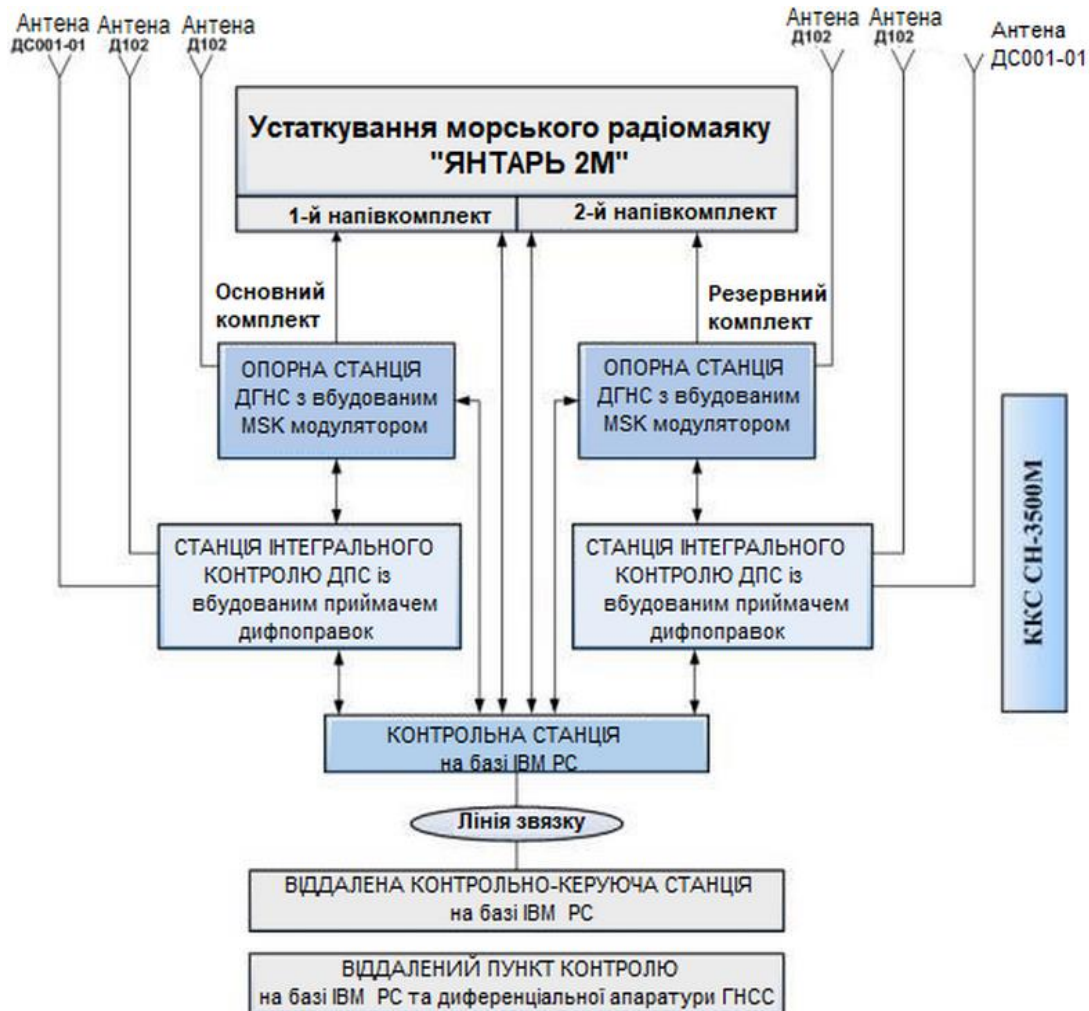 Антена
ДС001-01
Антена
Д102
Антена
Д102
Антена
Д102
Антена
Д102
Антена
ДС001-01
Устаткування морського радіомаяку
"ЯНТАРЬ 2М"
1-й напівкомплект
2-й напівкомплект
Основний
комплект
Резервний
комплект
ОПОРНА СТАНЦІЯ
ДГНС з вбудованим
MSK модулятором
ОПОРНА СТАНЦІЯ
ДГНС з вбудованим
MSK модулятором
СТАНЦІЯ ІНТЕГРАЛЬНОГО
КОНТРОЛЮ ДПС із
вбудованим приймачем
дифпоправок
СТАНЦІЯ ІНТЕГРАЛЬНОГО
КОНТРОЛЮ ДПС із
вбудованим приймачем
дифпоправок
ККС СН-3500М
КОНТРОЛЬНА СТАНЦІЯ
на базі IBM PC
Лінія звязку
ВІДДАЛЕНА КОНТРОЛЬНО-КЕРУЮЧА СТАНЦІЯ
на базі IBM PC
ВІДДАЛЕНИЙ ПУНКТ КОНТРОЛЮ
на базі IBM PC та диференціальної апаратури ГНСС